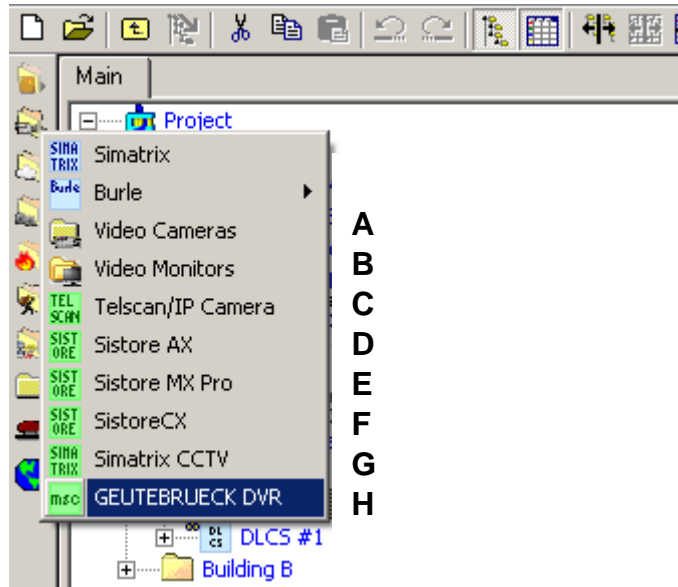 Main
Project
SIMA TRIX Simatrix
Burle Burle
Video Cameras A
Video Monitors B
TEL SCAN Telscan/IP Camera C
SIST ORE Sistore AX D
SIST ORE Sistore MX Pro E
SIST ORE SistoreCX F
SIMA TRIX Simatrix CCTV G
msc GEUTEBRUECK DVR H
DL CS DLCS #1
Building B